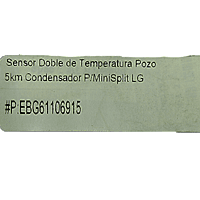 Sensor Doble de Temperatura Pozo
5km Condensador P/MiniSplit LG
#P:EBG61106915